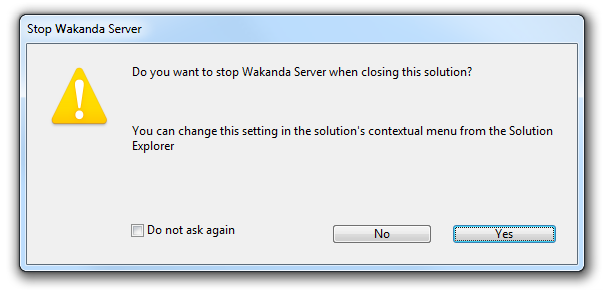 Stop Wakanda Server
Do you want to stop Wakanda Server when closing this solution?
You can change this setting in the solution's contextual menu from the Solution
Explorer
Do not ask again
No
Yes